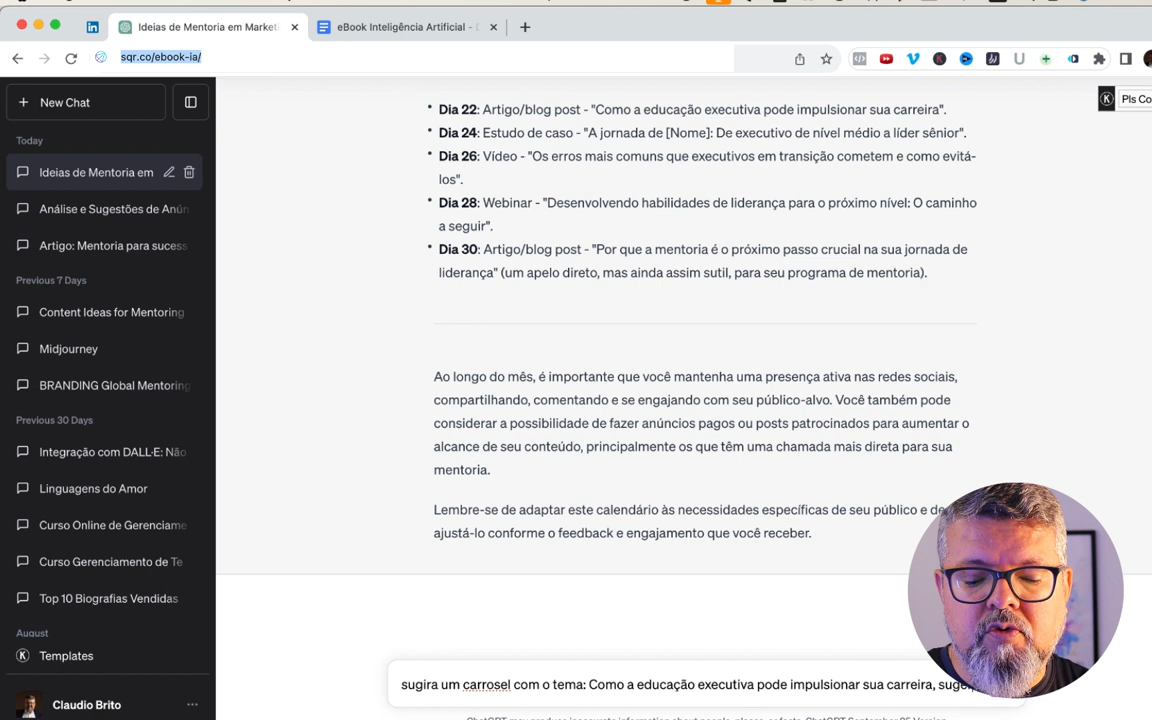 Ideias de Mentoria em Marketi
eBook Inteligência Artificial -
sqr.co/ebook-ia/
New Chat
Pls Co
Today
Ideias de Mentoria em
Análise e Sugestões de Anún
Artigo: Mentoria para sucess
Previous 7 Days
Content Ideas for Mentoring
Midjourney
BRANDING Global Mentoring
Previous 30 Days
Integração com DALL·E: Não
Linguagens do Amor
Curso Online de Gerenciame
Curso Gerenciamento de Te
Top 10 Biografias Vendidas
August
Templates
Claudio Brito
Dia 22: Artigo/blog post - "Como a educação executiva pode impulsionar sua carreira".
Dia 24: Estudo de caso - "A jornada de [Nome]: De executivo de nível médio a líder sênior".
Dia 26: Vídeo - "Os erros mais comuns que executivos em transição cometem e como evitá-
los".
Dia 28: Webinar - "Desenvolvendo habilidades de liderança para o próximo nível: O caminho
a seguir".
Dia 30: Artigo/blog post - "Por que a mentoria é o próximo passo crucial na sua jornada de
liderança" (um apelo direto, mas ainda assim sutil, para seu programa de mentoria).
Ao longo do mês, é importante que você mantenha uma presença ativa nas redes sociais,
compartilhando, comentando e se engajando com seu público-alvo. Você também pode
considerar a possibilidade de fazer anúncios pagos ou posts patrocinados para aumentar o
alcance de seu conteúdo, principalmente os que têm uma chamada mais direta para sua
mentoria.
Lembre-se de adaptar este calendário às necessidades específicas de seu público e de
ajustá-lo conforme o feedback e engajamento que você receber.
sugira um carrosel com o tema: Como a educação executiva pode impulsionar sua carreira,